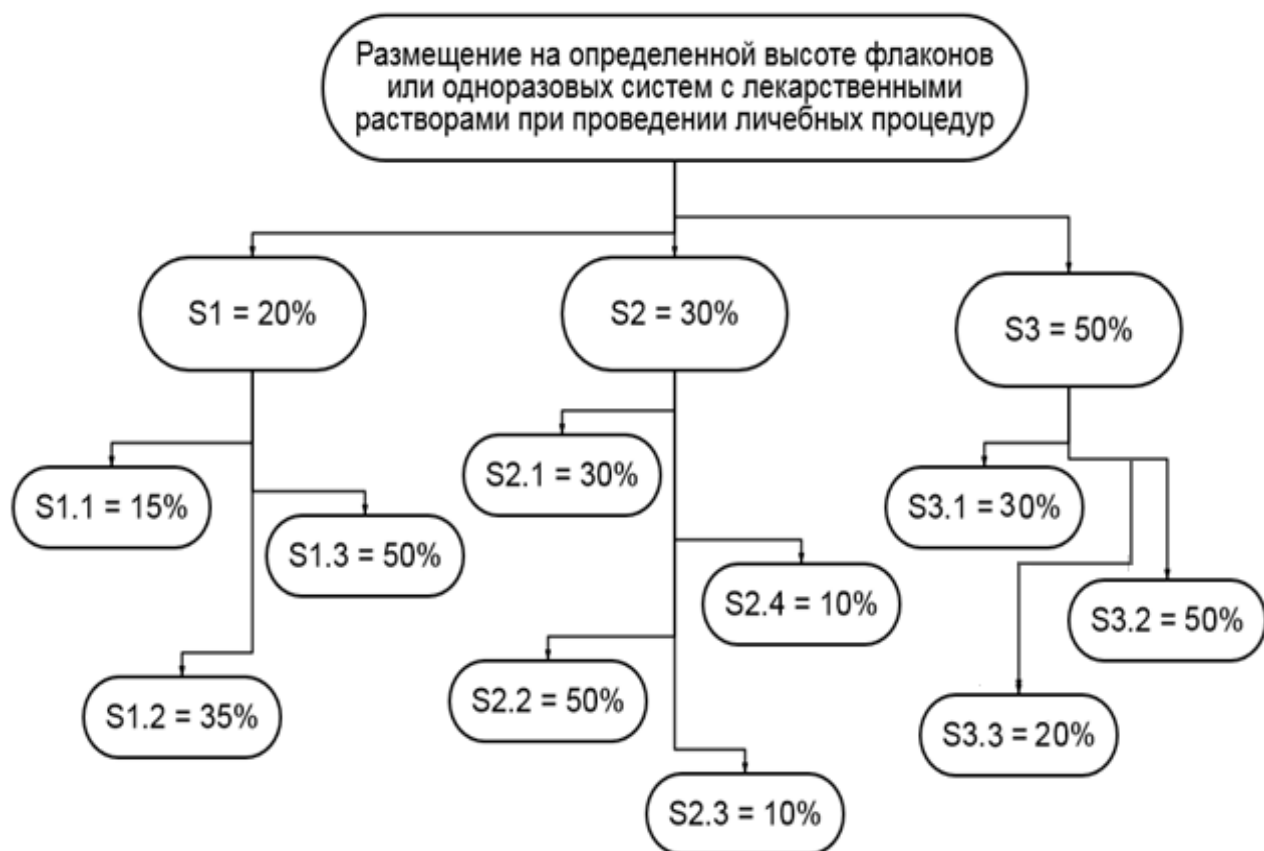 Размещение на определенной высоте флаконов
или одноразовых систем с лекарственными
растворами при проведении личебных процедур
S1 = 20%
S2 = 30%
S3 = 50%
S1.1 = 15%
S1.3 = 50%
S1.2 = 35%
S2.1 = 30%
S2.4 = 10%
S2.2 = 50%
S2.3 = 10%
S3.1 = 30%
S3.2 = 50%
S3.3 = 20%